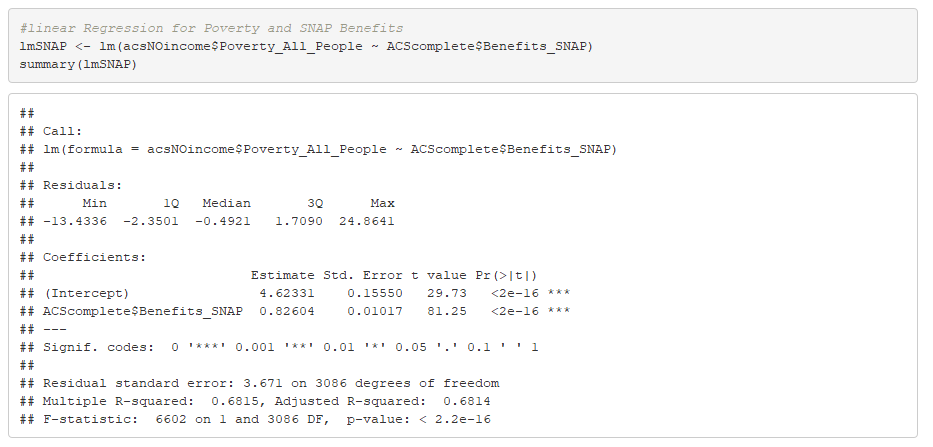 #linear Regression for Poverty and SNAP Benefits
lmSNAP <- lm(acsNOincome$Poverty_All_People ~ ACScomplete$Benefits_SNAP)
summary(lmSNAP)
##
## Call:
## lm(formula = acsNOincome$Poverty_All_People ~ ACScomplete$Benefits_SNAP)
##
## Residuals:
##      Min       1Q   Median       3Q      Max
## -13.4336  -2.3501  -0.4921   1.7090  24.8641
##
## Coefficients:
##                           Estimate Std. Error t value Pr(>|t|)
## (Intercept)                4.62331    0.15550   29.73   <2e-16 ***
## ACScomplete$Benefits_SNAP  0.82604    0.01017   81.25   <2e-16 ***
## ---
## Signif. codes:  0 '***' 0.001 '**' 0.01 '*' 0.05 '.' 0.1 ' ' 1
##
## Residual standard error: 3.671 on 3086 degrees of freedom
## Multiple R-squared:  0.6815, Adjusted R-squared:  0.6814
## F-statistic:  6602 on 1 and 3086 DF,  p-value: < 2.2e-16